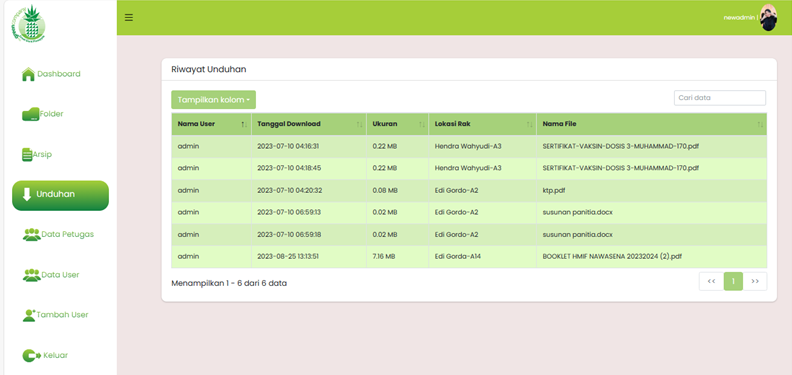 newadmin |
Dashboard
Folder
Arsip
Unduhan
Data Petugas
Data User
Tambah User
Keluar
Riwayat Unduhan
Tampilkan kolom
Cari data
Nama User Tanggal Download Ukuran Lokasi Rak Nama File
admin 2023-07-10 04:16:31 0.22 MB Hendra Wahyudi-A3 SERTIFIKAT-VAKSIN-DOSIS 3-MUHAMMAD-170.pdf
admin 2023-07-10 04:18:45 0.22 MB Hendra Wahyudi-A3 SERTIFIKAT-VAKSIN-DOSIS 3-MUHAMMAD-170.pdf
admin 2023-07-10 04:20:32 0.08 MB Edi Gordo-A2 ktp.pdf
admin 2023-07-10 06:59:13 0.02 MB Edi Gordo-A2 susunan panitia.docx
admin 2023-07-10 06:59:18 0.02 MB Edi Gordo-A2 susunan panitia.docx
admin 2023-08-25 13:13:51 7.16 MB Edi Gorda-A14 BOOKLET HMIF NAWASENA 20232024 (2).pdf
Menampilkan 1 - 6 dari 6 data
<< 1 >>